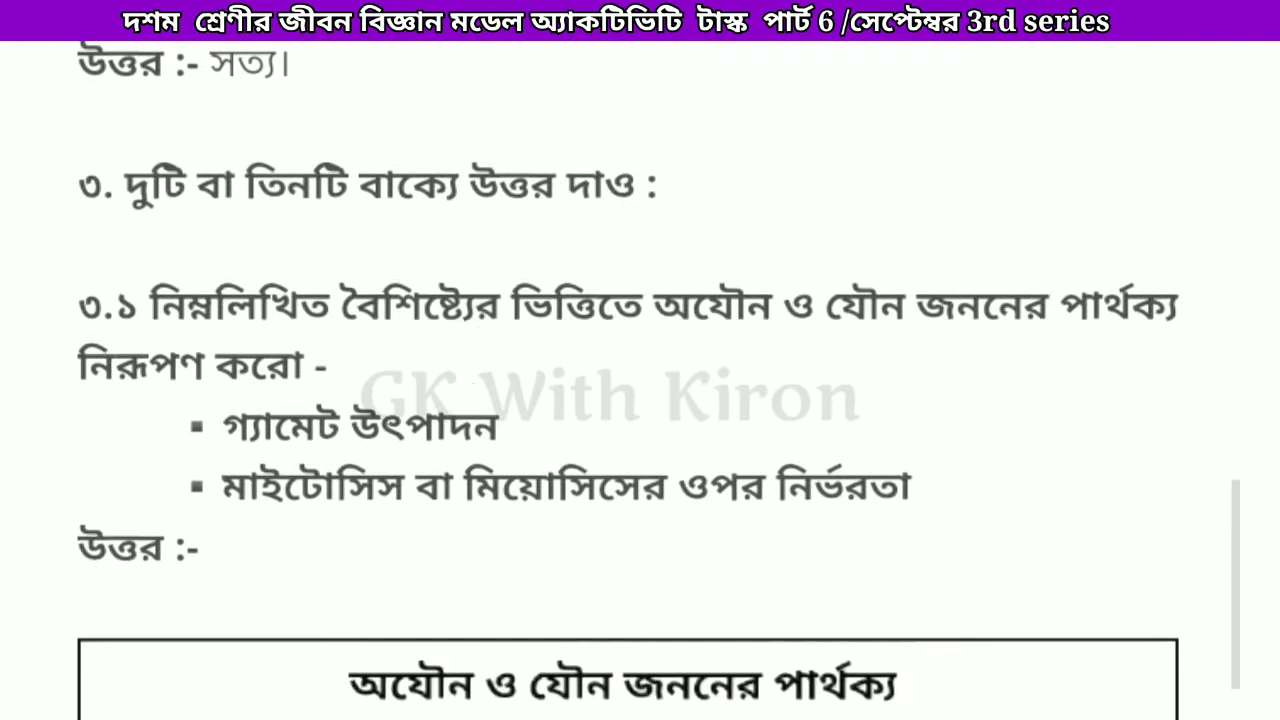 দশম শ্রেণীর জীবন বিজ্ঞান মডেল অ্যাকটিভিটি টাস্ক পার্ট 6 /সেপ্টেম্বর 3rd series
উত্তর :- সত্য।
৩. দুটি বা তিনটি বাক্যে উত্তর দাও :
৩.১ নিম্নলিখিত বৈশিষ্ট্যের ভিত্তিতে অযৌন ও যৌন জননের পার্থক্য
নিরূপণ করো -
GK With Kiron
▪ গ্যামেট উৎপাদন
▪ মাইটোসিস বা মিয়োসিসের ওপর নির্ভরতা
উত্তর :-
অযৌন ও যৌন জননের পার্থক্য